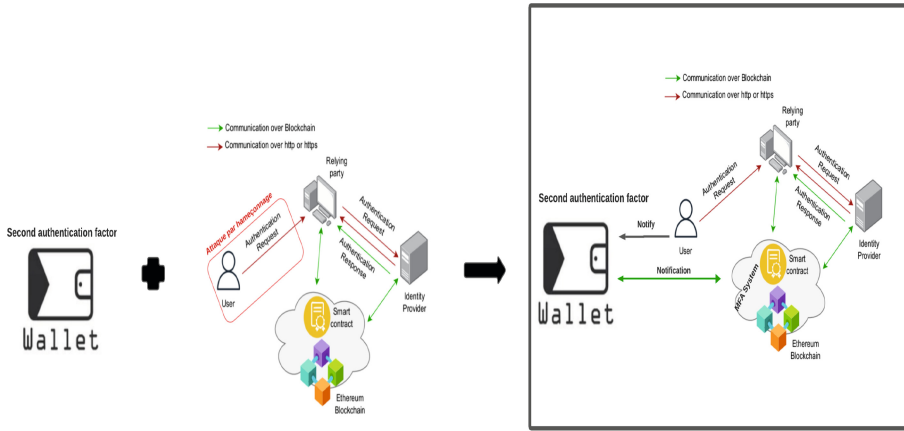 Second authentication factor
Wallet
Communication over Blockchain
Communication over http or https
Relying
party
Attaque par hameçonnage
Authentication
Request
User
Authentication
Request
Authentication
Response
Identity
Provider
Smart
contract
Ethereum
Blockchain
Communication over Blockchain
Communication over http or https
Relying
party
Authentication
Request
Authentication
Request
Authentication
Response
Second authentication factor
Notify
User
Identity
Provider
Notification
Wallet
MFA System
Smart
contract
Ethereum
Blockchain